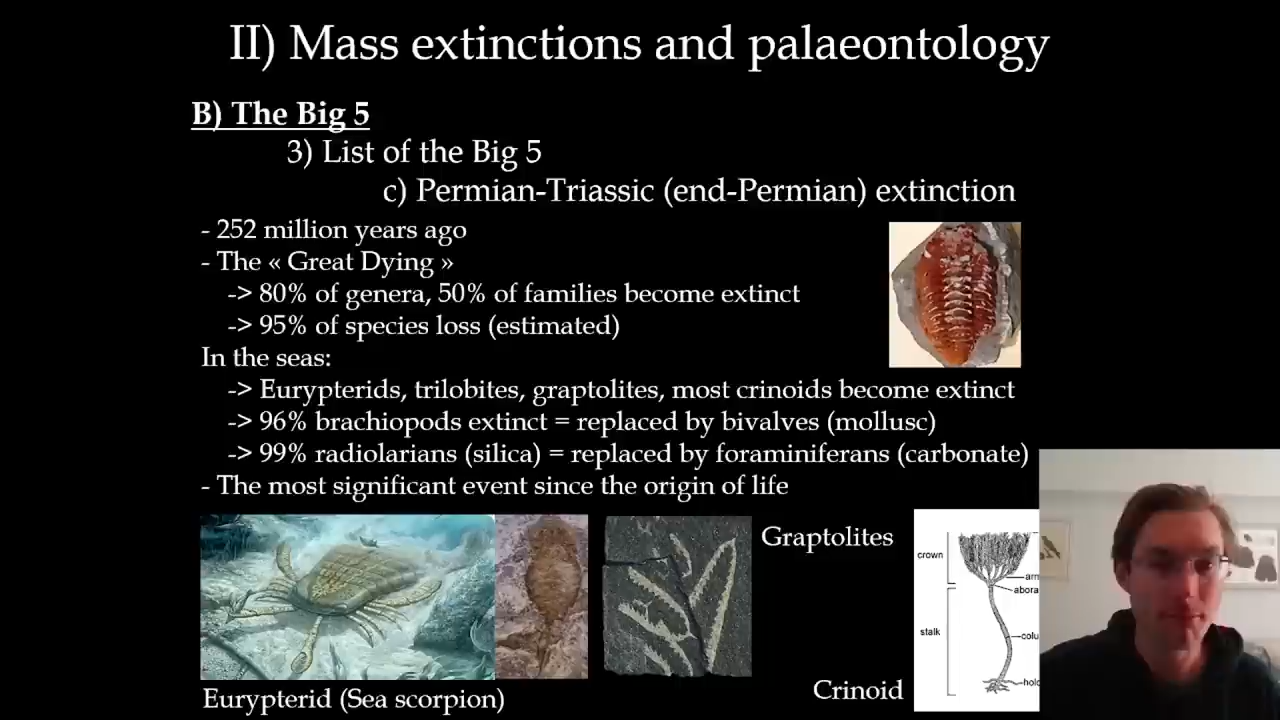 II) Mass extinctions and palaeontology
B) The Big 5
3) List of the Big 5
c) Permian-Triassic (end-Permian) extinction
- 252 million years ago
- The « Great Dying »
-> 80% of genera, 50% of families become extinct
-> 95% of species loss (estimated)
In the seas:
-> Eurypterids, trilobites, graptolites, most crinoids become extinct
-> 96% brachiopods extinct = replaced by bivalves (mollusc)
-> 99% radiolarians (silica) = replaced by foraminiferans (carbonate)
- The most significant event since the origin of life
Graptolites
crown
stalk
Crinoid
Eurypterid (Sea scorpion)